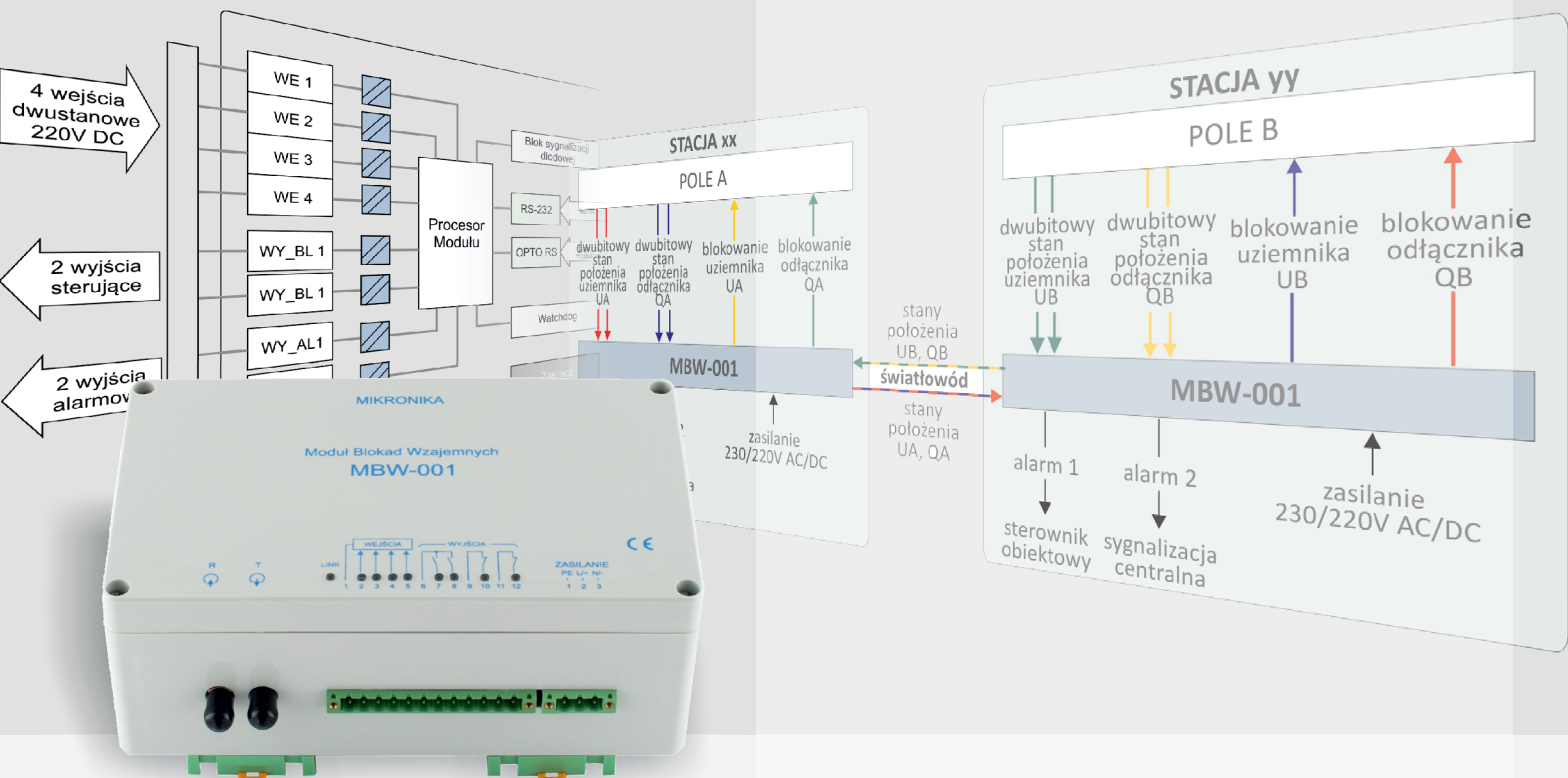 4 wejścia
dwustanowe
220V DC
2 wyjścia
sterujące
2 wyjścia
WE 1
WE 2
WE 3
WE 4
WY_BL 1
WY_BL 1
WY_AL1
Procesor
Modułu
Blok sygnalizacji
diodowej
RS-232
OPTO RS
Watchdog
STACJA xx
POLE A
dwubitowy
stan
położenia
uziemnika
UA
dwubitowy
stan
położenia
odłącznika
QA
blokowanie
uziemnika
UA
blokowanie
odłącznika
QA
MBW-001
zasilanie
230/220V AC/DC
stany
położenia
UB, QB
światłowód
stany
położenia
UA, QA
STACJA yy
POLE B
dwubitowy
stan
położenia
uziemnika
UB
dwubitowy
stan
położenia
odłącznika
QB
blokowanie
uziemnika
UB
blokowanie
odłącznika
QB
MBW-001
alarm 1
sterownik
obiektowy
alarm 2
sygnalizacja
centralna
zasilanie
230/220V AC/DC
MIKRONIKA
Moduł Blokad Wzajemnych
MBW-001
R T
LINK
WEJŚCIA WYJŚCIA
1 2 3 4 5 6 7 8 9 10 11 12
CE
ZASILANIE
PE L/+ N/-
1 2 3